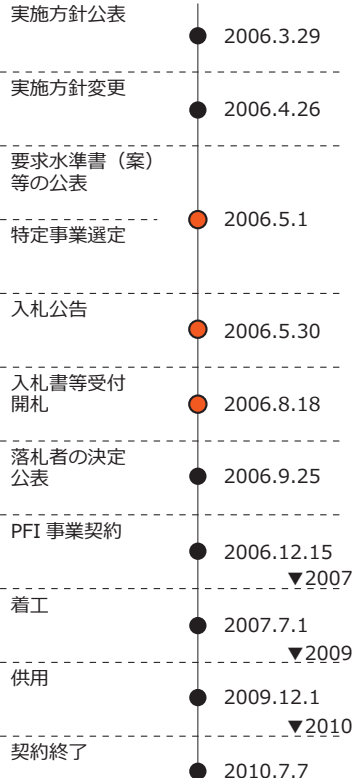 実施方針公表
2006.3.29
実施方針変更
2006.4.26
要求水準書（案）
等の公表
2006.5.1
特定事業選定
入札公告
2006.5.30
入札書等受付
開札
2006.8.18
落札者の決定
公表
2006.9.25
PFI 事業契約
2006.12.15
▼2007
着工
2007.7.1
▼2009
供用
2009.12.1
▼2010
契約終了
2010.7.7